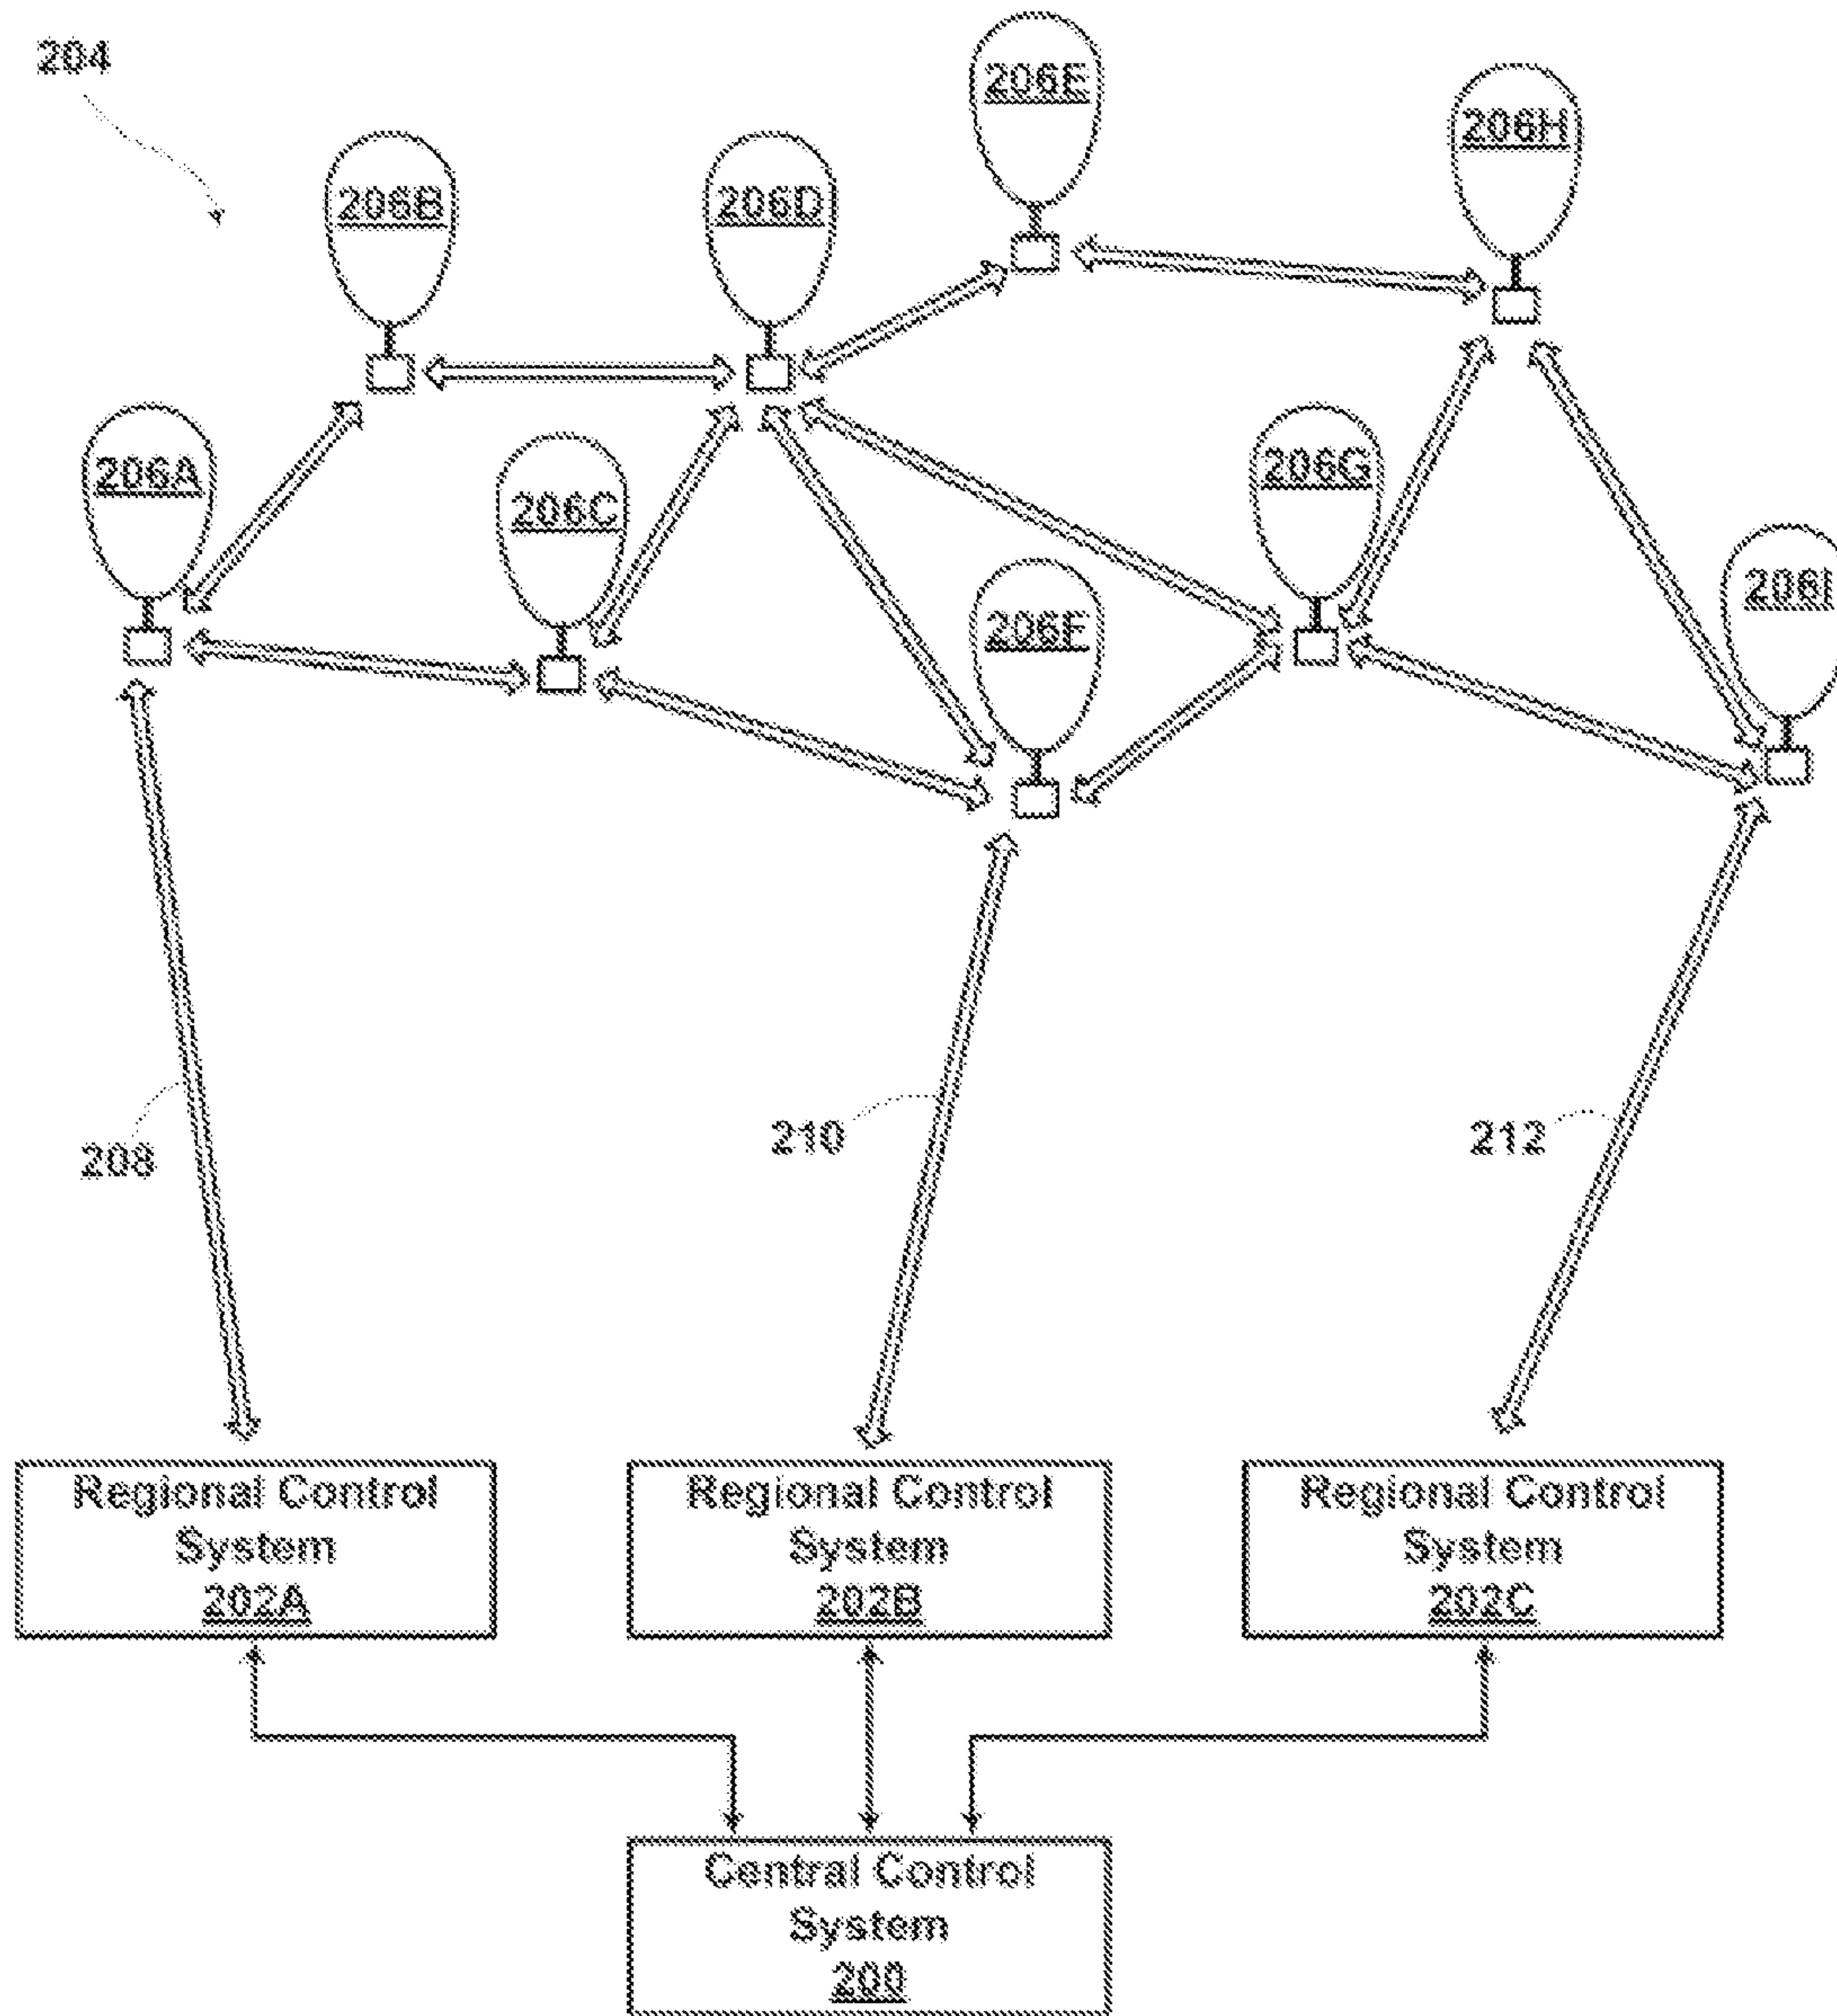 204
206E
206H
206B
206D
206A
206C
206G
206F
206I
208
210
212
Regional Control
System
202A
Regional Control
System
202B
Regional Control
System
202C
Central Control
System
200